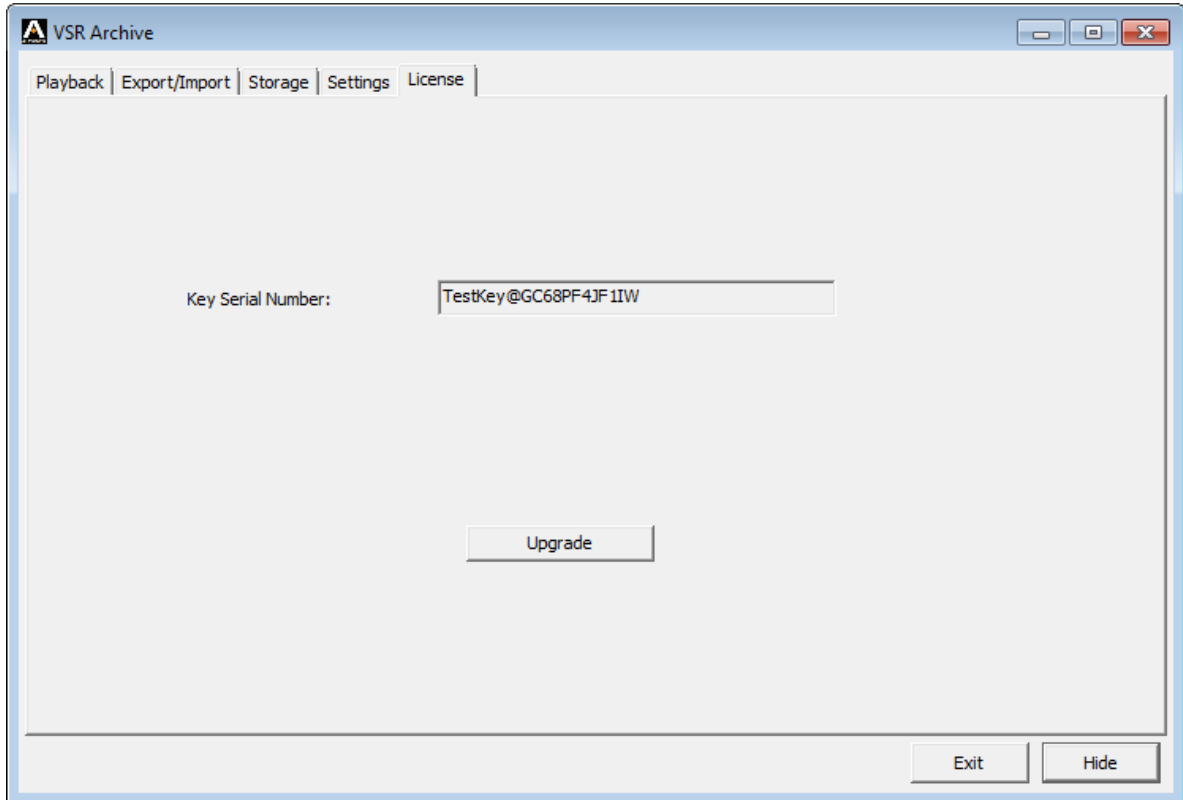 VSR Archive
Playback Export/Import Storage Settings License
Key Serial Number: TestKey@GC68PF4JF1IW
Upgrade
Exit Hide